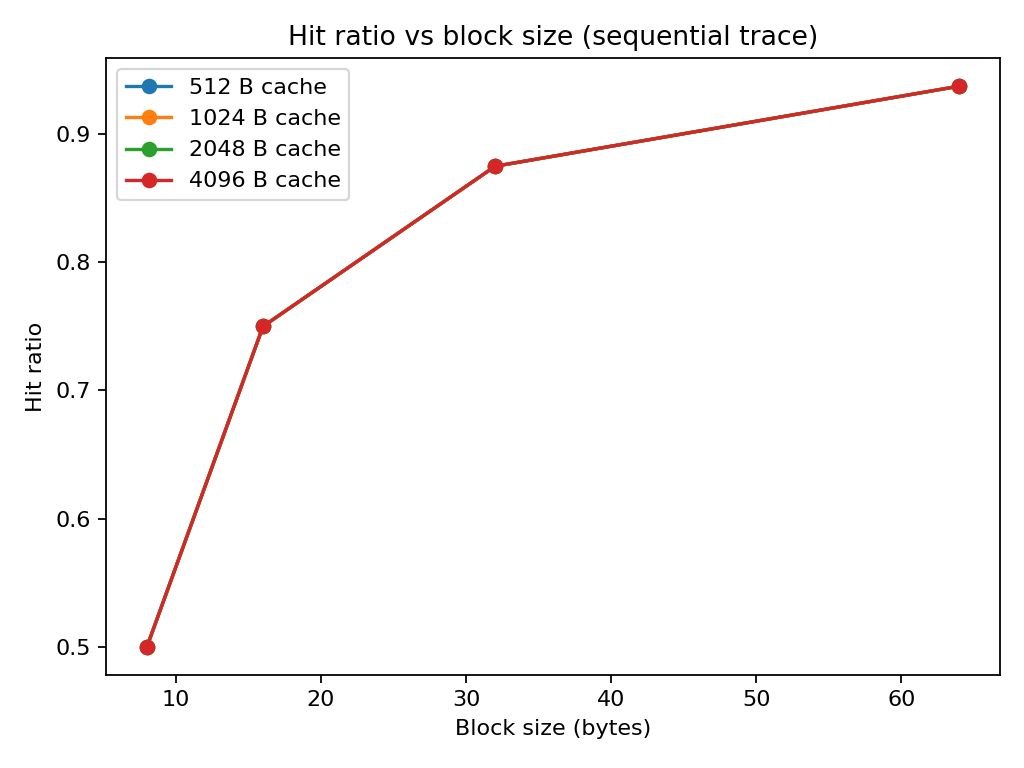 Hit ratio vs block size (sequential trace)
512 B cache
1024 B cache
2048 B cache
4096 B cache
Hit ratio
0.9
0.8
0.7
0.6
0.5
10 20 30 40 50 60
Block size (bytes)